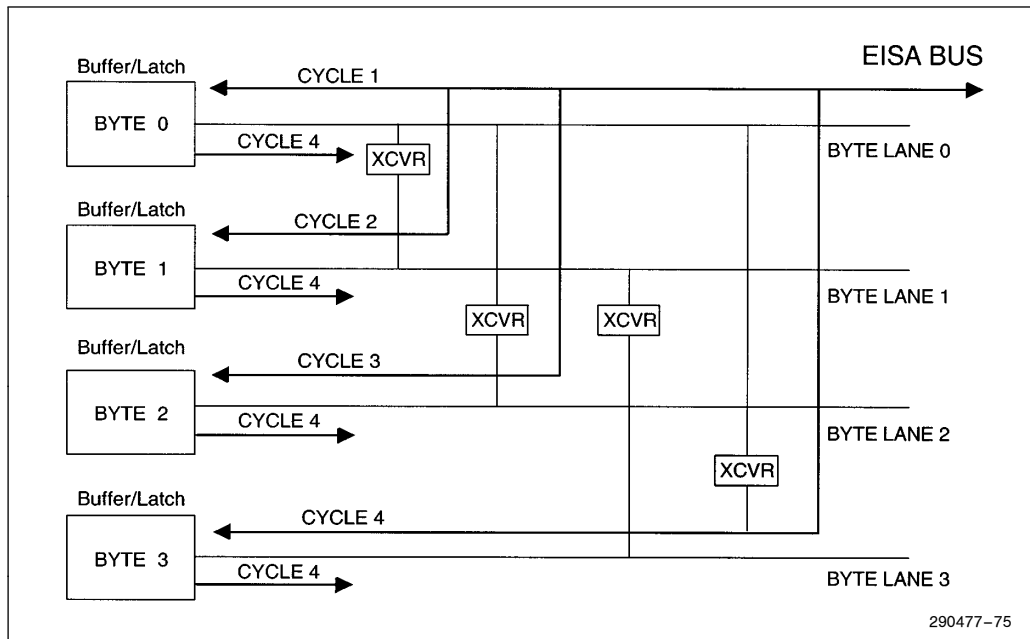 EISA BUS
Buffer/Latch
CYCLE 1
BYTE 0
CYCLE 4
XCVR
BYTE LANE 0
Buffer/Latch
CYCLE 2
BYTE 1
CYCLE 4
BYTE LANE 1
XCVR
XCVR
Buffer/Latch
CYCLE 3
BYTE 2
CYCLE 4
BYTE LANE 2
XCVR
Buffer/Latch
CYCLE 4
BYTE 3
CYCLE 4
BYTE LANE 3
290477–75